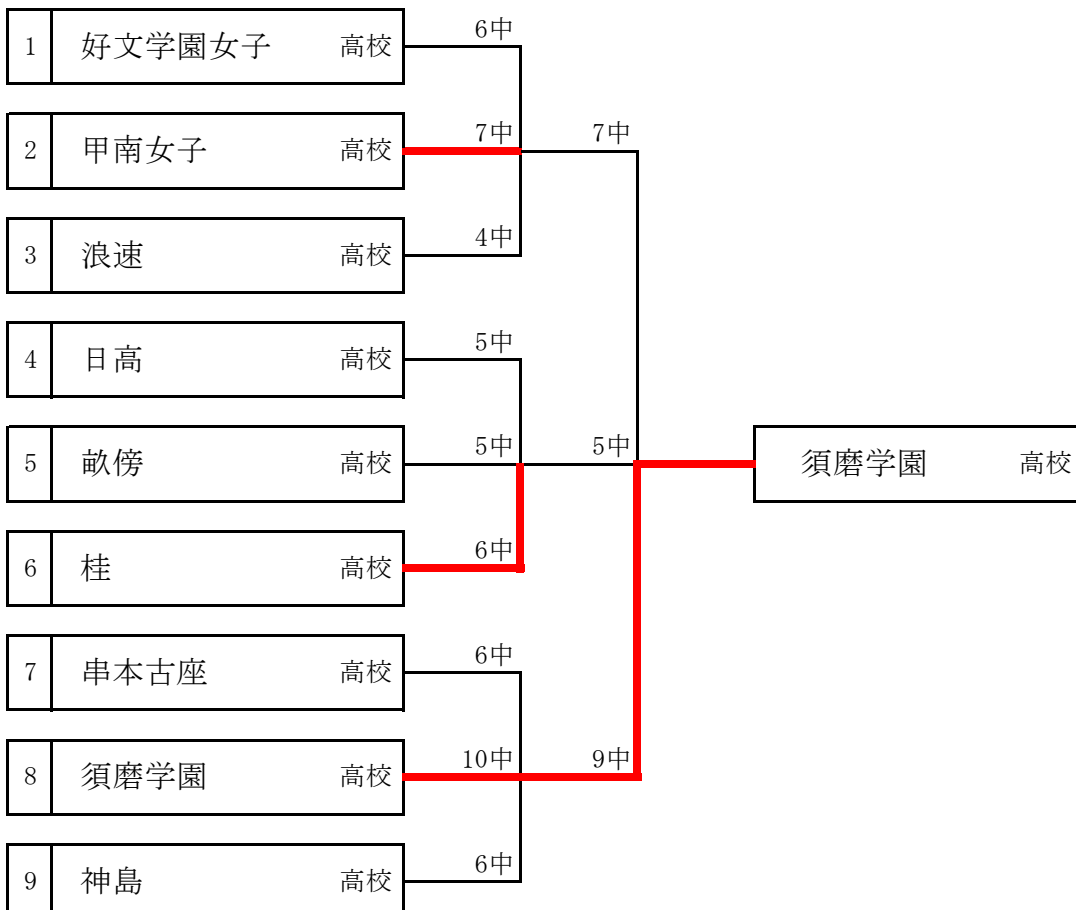 6中
1 好文学園女子 高校
7中 7中
2 甲南女子 高校
4中
3 浪速 高校
5中
4 日高 高校
5中 5中
5 畝傍 高校 須磨学園 高校
6中
6 桂 高校
6中
7 串本古座 高校
10中 9中
8 須磨学園 高校
6中
9 神島 高校